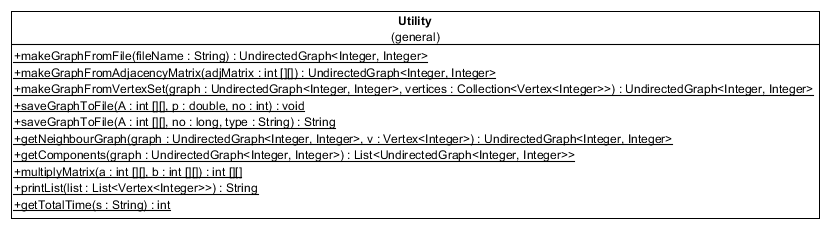 Utility
(general)
+makeGraphFromFile(fileName : String) : UndirectedGraph<Integer, Integer>
+makeGraphFromAdjacencyMatrix(adjMatrix : int [][]) : UndirectedGraph<Integer, Integer>
+makeGraphFromVertexSet(graph : UndirectedGraph<Integer, Integer>, vertices : Collection<Vertex<Integer>>) : UndirectedGraph<Integer, Integer>
+saveGraphToFile(A : int [][], p : double, no : int) : void
+saveGraphToFile(A : int [][], no : long, type : String) : String
+getNeighbourGraph(graph : UndirectedGraph<Integer, Integer>, v : Vertex<Integer>) : UndirectedGraph<Integer, Integer>
+getComponents(graph : UndirectedGraph<Integer, Integer>) : List<UndirectedGraph<Integer, Integer>>
+multiplyMatrix(a : int [][], b : int [][]) : int [][]
+printList(list : List<Vertex<Integer>>) : String
+getTotalTime(s : String) : int